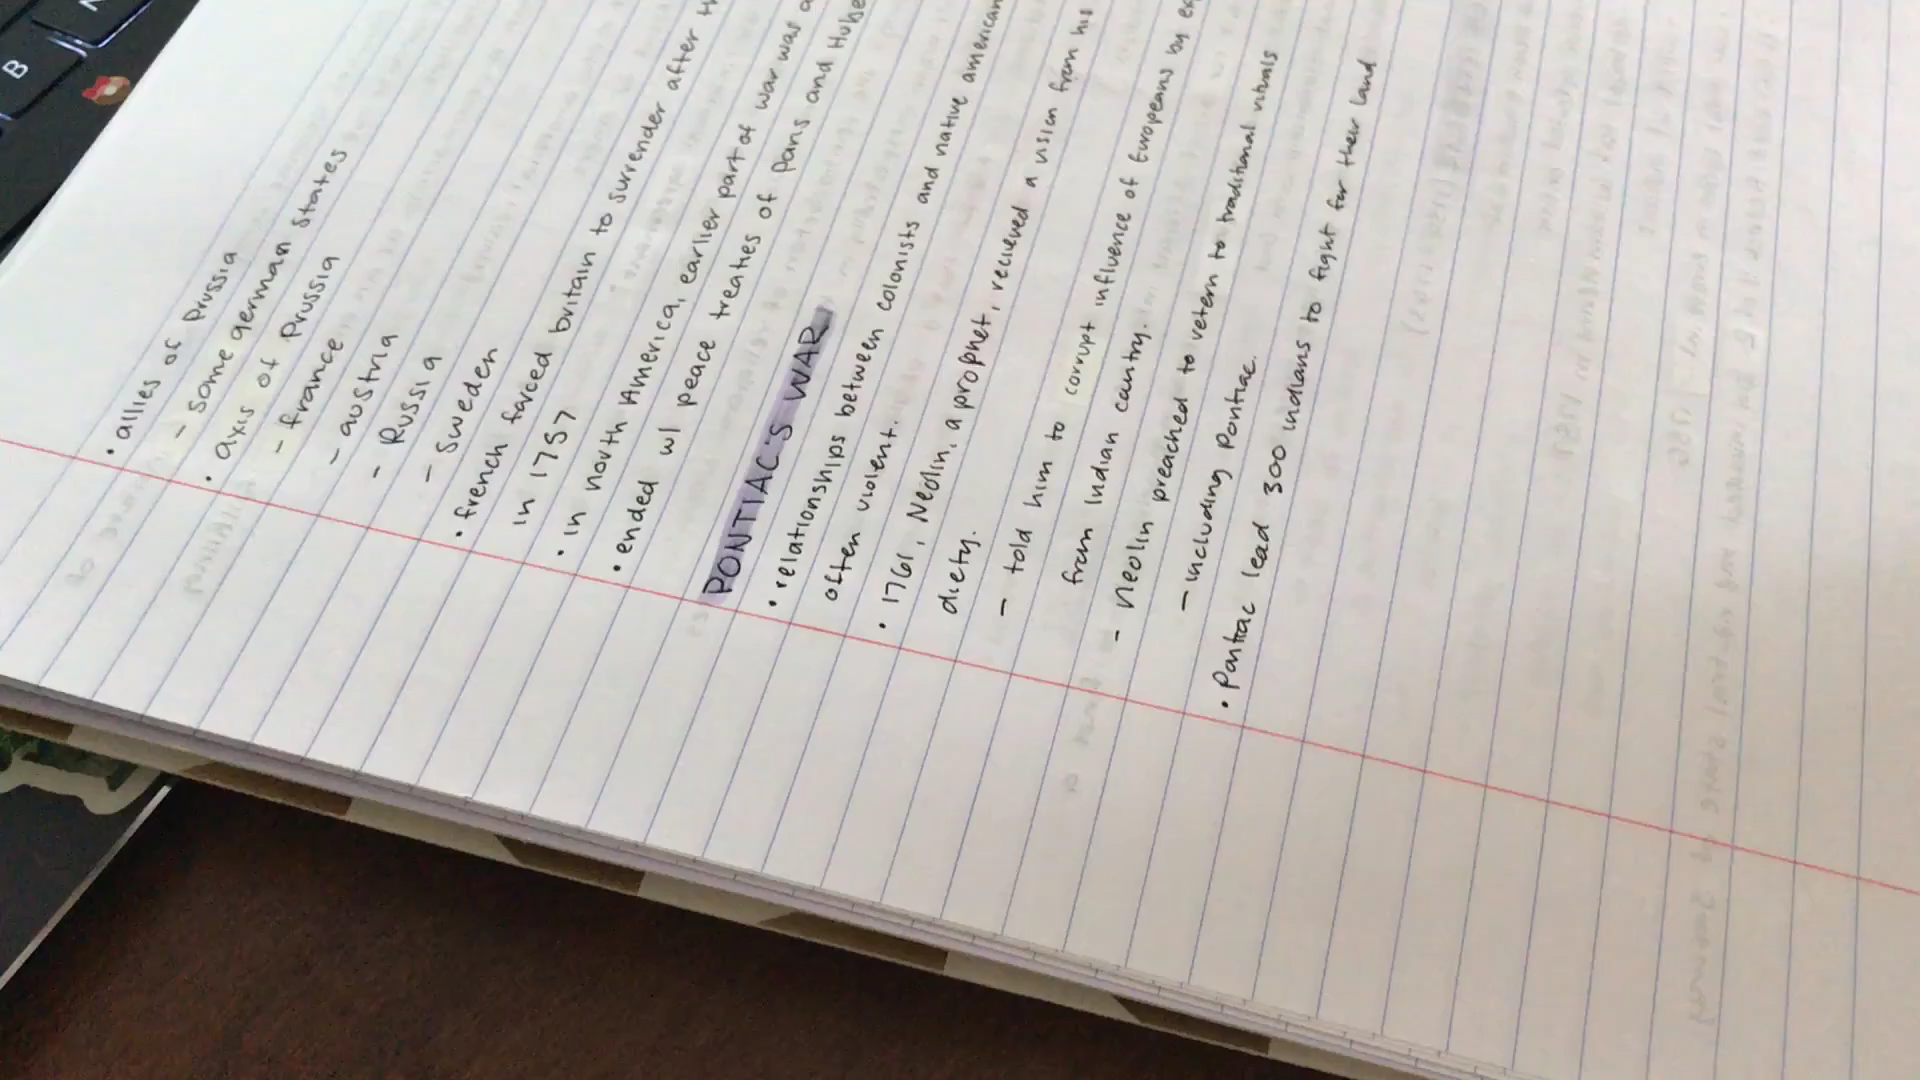 • allies of Prussia
- some german states
• axis of Prussia
- france
- austria
- Russia
- Sweden
• french forced britain to surrender after
in 1757
• in north America, earlier part of war was
• ended w/ peace treaties of Paris and Hube
PONTIAC'S WAR
• relationships between colonists and native american
often violent.
• 1761, Neolin, a prophet, recieved a vision from his
diety.
- told him to corrupt influence of Europeans by
from Indian country.
- Neolin preached to vetern to traditional rituals
- including Pontiac.
• Pontiac lead 300 indians to fight for their land
B